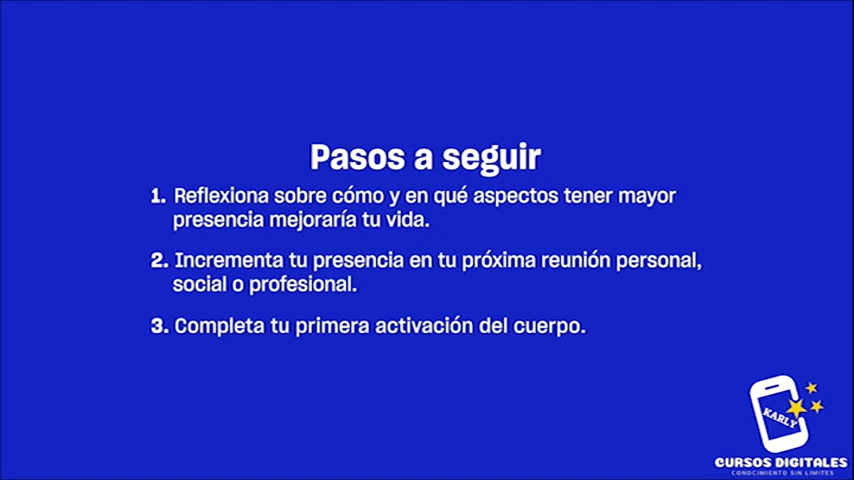 Pasos a seguir
1. Reflexiona sobre cómo y en qué aspectos tener mayor
presencia mejoraría tu vida.
2. Incrementa tu presencia en tu próxima reunión personal,
social o profesional.
3. Completa tu primera activación del cuerpo.
KARLY
CURSOS DIGITALES
CONOCIMIENTO SIN LIMITES